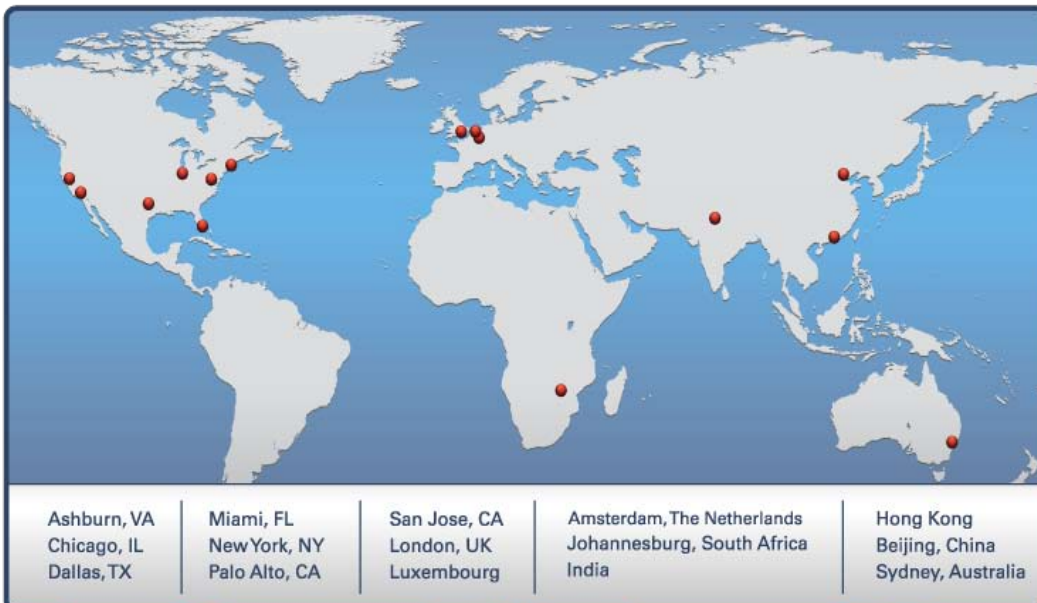 Ashburn, VA
Chicago, IL
Dallas, TX
Miami, FL
New York, NY
Palo Alto, CA
San Jose, CA
London, UK
Luxembourg
Amsterdam, The Netherlands
Johannesburg, South Africa
India
Hong Kong
Beijing, China
Sydney, Australia